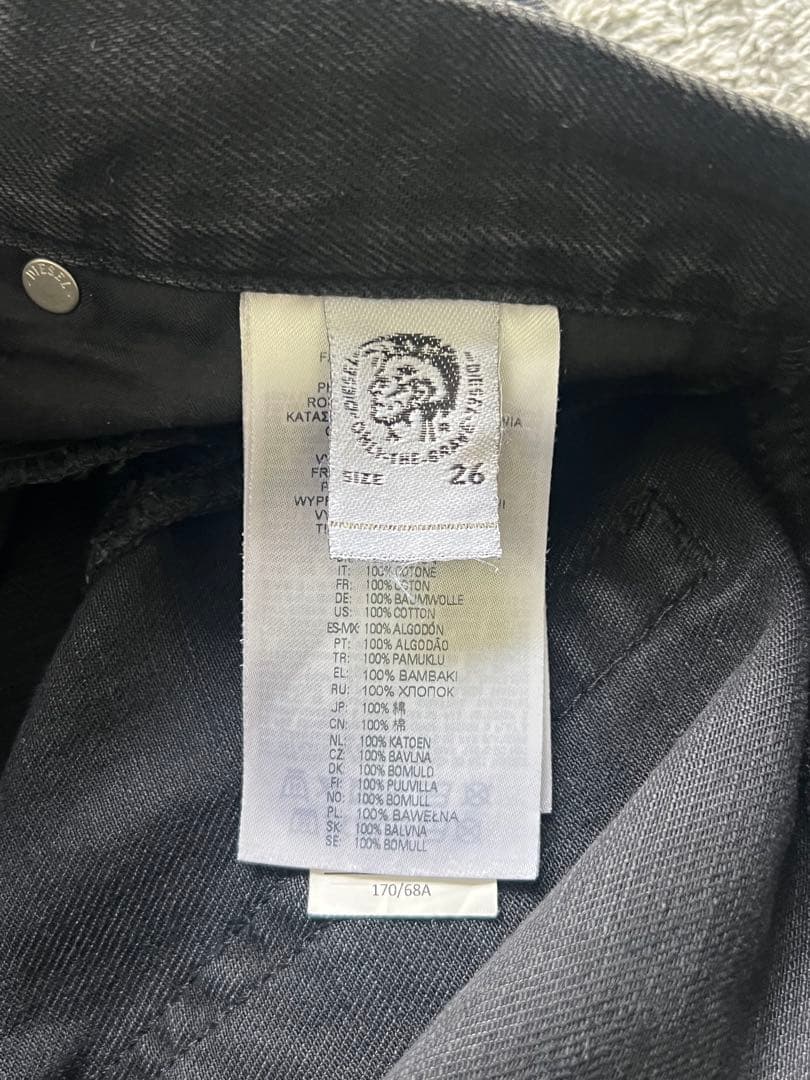 DIESEL
DIESEL
ONLY-THE-BRAVE
SIZE 26
ΚΑΤΑΣ
WYPF
IT: 100% COTONE
FR: 100% COTON
DE: 100% BAUMWOLLE
US: 100% COTTON
ES-MX: 100% ALGODÓN
PT: 100% ALGODÃO
TR: 100% PAMUKLU
EL: 100% BAMBAKI
RU: 100% ХЛОПОК
JP: 100% 綿
CN: 100% 棉
NL: 100% KATOEN
CZ: 100% BAVLNA
DK: 100% BOMULD
FI: 100% PUUVILLA
NO: 100% BOMULL
PL: 100% BAWEŁNA
SK: 100% BALVNA
SE: 100% BOMULL
170/68A